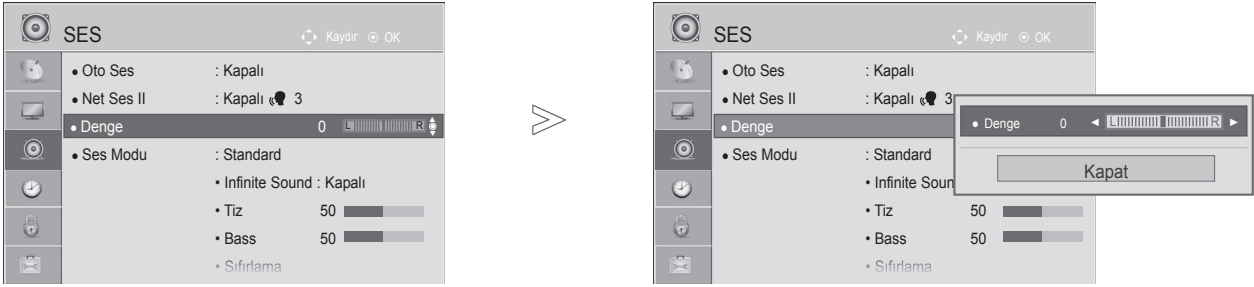 SES Kaydır OK
• Oto Ses : Kapalı
• Net Ses II : Kapalı 3
• Denge 0 L R
• Ses Modu : Standard
• Infinite Sound : Kapalı
• Tiz 50
• Bass 50
• Sıfırlama
SES Kaydır OK
• Oto Ses : Kapalı
• Net Ses II : Kapalı 3
• Denge
• Ses Modu : Standard
• Infinite Soun
• Tiz 50
• Bass 50
• Sıfırlama
• Denge 0 ◄ L R ►
Kapat